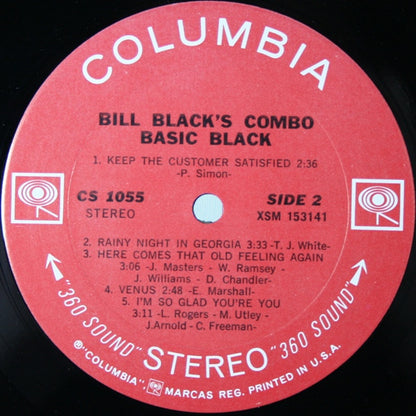 COLUMBIA
BILL BLACK'S COMBO
BASIC BLACK
1. KEEP THE CUSTOMER SATISFIED 2:36
-P. Simon-
CS 1055
STEREO
SIDE 2
XSM 153141
2. RAINY NIGHT IN GEORGIA 3:33 -T. J. White-
3. HERE COMES THAT OLD FEELING AGAIN
3:06 -J. Masters - W. Ramsey -
J. Williams - D. Chandler-
4. VENUS 2:48 -E. Marshall-
5. I'M SO GLAD YOU'RE YOU
3:11 -L. Rogers - M. Utley -
J.Arnold - C. Freeman-
"360 SOUND" STEREO "360 SOUND"
® "COLUMBIA", MARCAS REG. PRINTED IN U.S.A.